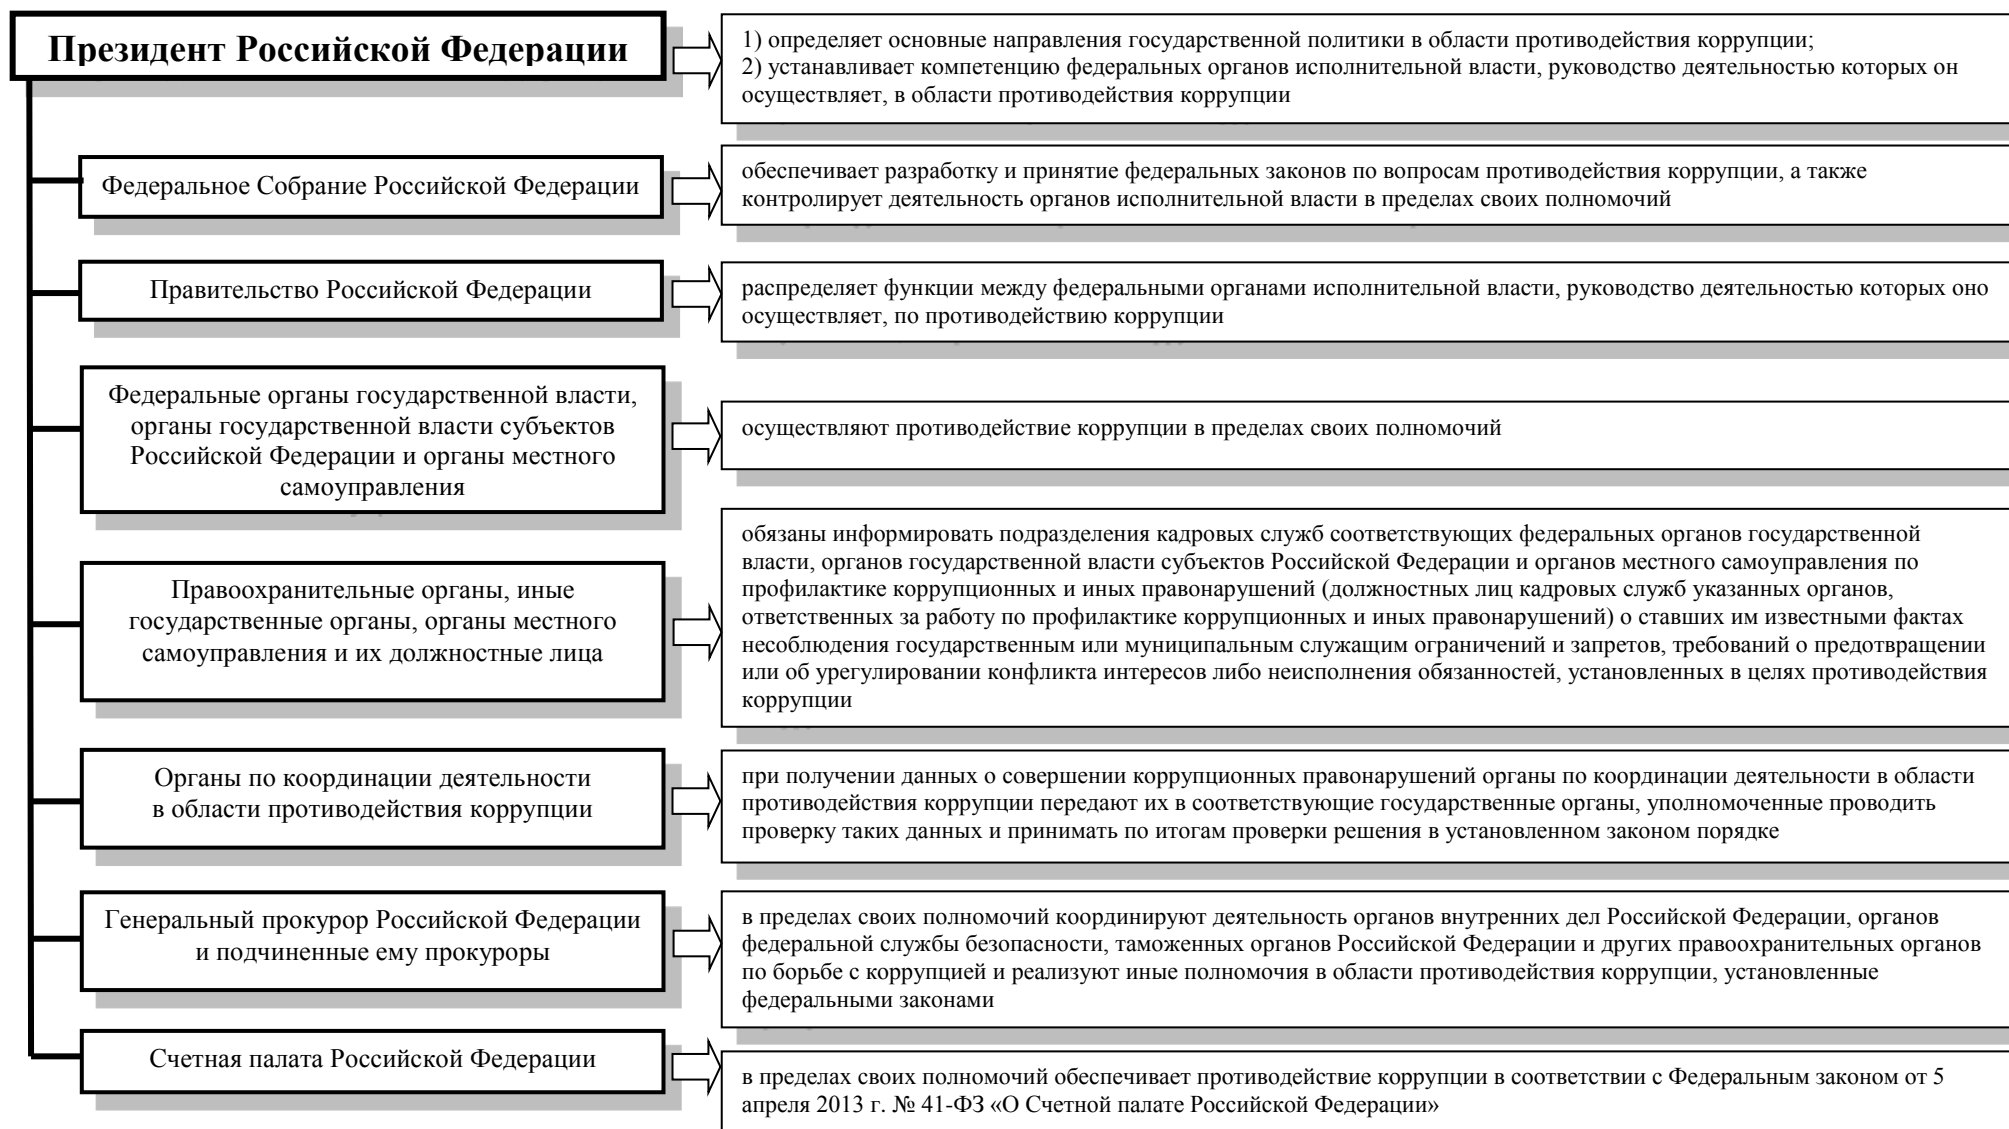 Президент Российской Федерации
1) определяет основные направления государственной политики в области противодействия коррупции;
2) устанавливает компетенцию федеральных органов исполнительной власти, руководство деятельностью которых он
осуществляет, в области противодействия коррупции
Федеральное Собрание Российской Федерации
обеспечивает разработку и принятие федеральных законов по вопросам противодействия коррупции, а также
контролирует деятельность органов исполнительной власти в пределах своих полномочий
Правительство Российской Федерации
распределяет функции между федеральными органами исполнительной власти, руководство деятельностью которых оно
осуществляет, по противодействию коррупции
Федеральные органы государственной власти,
органы государственной власти субъектов
Российской Федерации и органы местного
самоуправления
осуществляют противодействие коррупции в пределах своих полномочий
Правоохранительные органы, иные
государственные органы, органы местного
самоуправления и их должностные лица
обязаны информировать подразделения кадровых служб соответствующих федеральных органов государственной
власти, органов государственной власти субъектов Российской Федерации и органов местного самоуправления по
профилактике коррупционных и иных правонарушений (должностных лиц кадровых служб указанных органов,
ответственных за работу по профилактике коррупционных и иных правонарушений) о ставших им известными фактах
несоблюдения государственным или муниципальным служащим ограничений и запретов, требований о предотвращении
или об урегулировании конфликта интересов либо неисполнения обязанностей, установленных в целях противодействия
коррупции
Органы по координации деятельности
в области противодействия коррупции
при получении данных о совершении коррупционных правонарушений органы по координации деятельности в области
противодействия коррупции передают их в соответствующие государственные органы, уполномоченные проводить
проверку таких данных и принимать по итогам проверки решения в установленном законом порядке
Генеральный прокурор Российской Федерации
и подчиненные ему прокуроры
в пределах своих полномочий координируют деятельность органов внутренних дел Российской Федерации, органов
федеральной службы безопасности, таможенных органов Российской Федерации и других правоохранительных органов
по борьбе с коррупцией и реализуют иные полномочия в области противодействия коррупции, установленные
федеральными законами
Счетная палата Российской Федерации
в пределах своих полномочий обеспечивает противодействие коррупции в соответствии с Федеральным законом от 5
апреля 2013 г. № 41-ФЗ «О Счетной палате Российской Федерации»